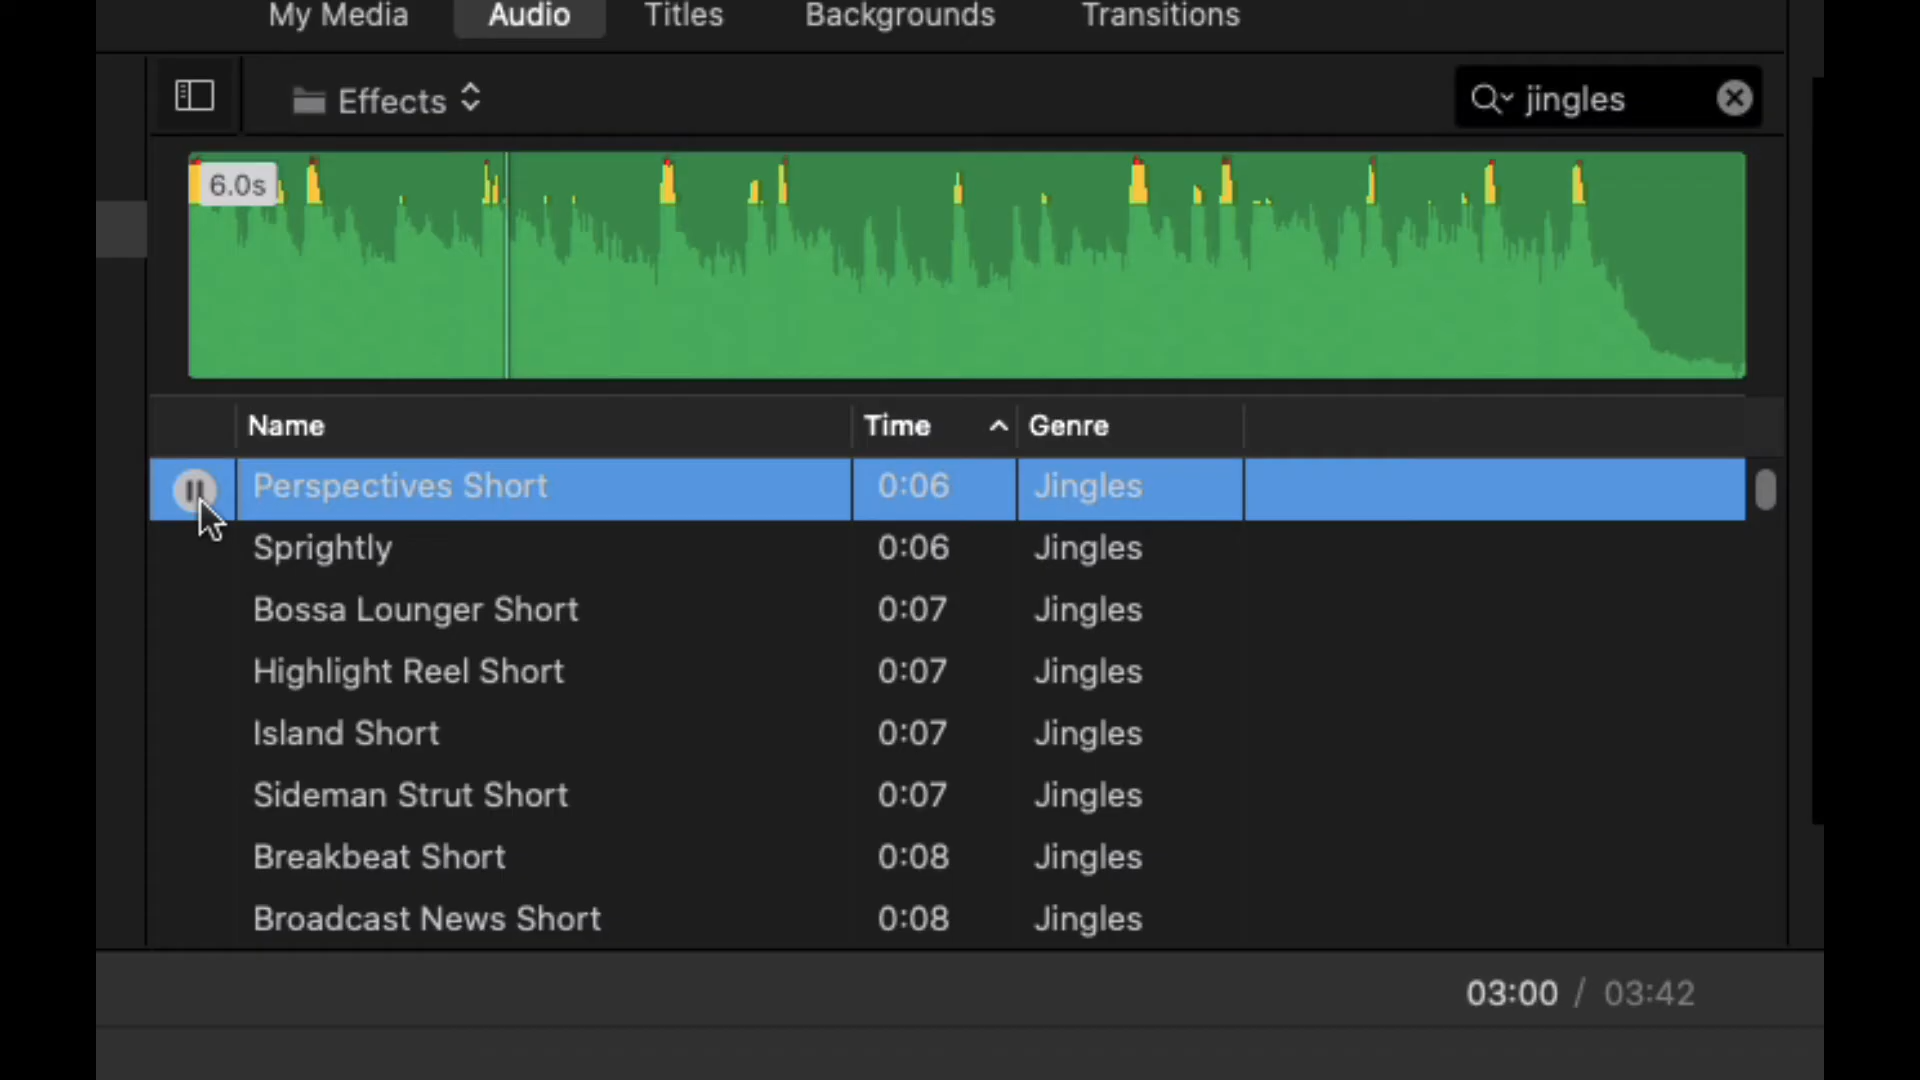 My Media Audio Titles Backgrounds Transitions
Effects jingles
6.0s
Name Time Genre
Perspectives Short 0:06 Jingles
Sprightly 0:06 Jingles
Bossa Lounger Short 0:07 Jingles
Highlight Reel Short 0:07 Jingles
Island Short 0:07 Jingles
Sideman Strut Short 0:07 Jingles
Breakbeat Short 0:08 Jingles
Broadcast News Short 0:08 Jingles
03:00 / 03:42